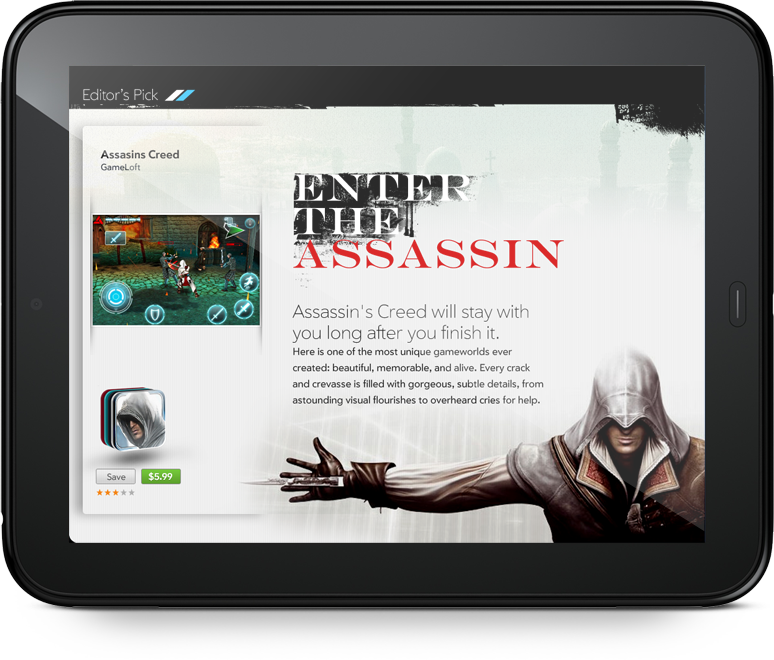 Editor's Pick
Assasins Creed
GameLoft
ENTER
THE
ASSASSIN
Assassin's Creed will stay with
you long after you finish it.
Here is one of the most unique gameworlds ever
created: beautiful, memorable, and alive. Every crack
and crevasse is filled with gorgeous, subtle details, from
astounding visual flourishes to overheard cries for help.
Save
$5.99